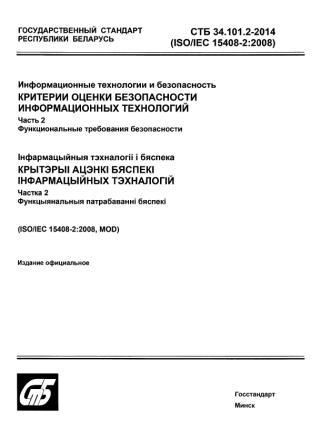 ГОСУДАРСТВЕННЫЙ СТАНДАРТ
РЕСПУБЛИКИ БЕЛАРУСЬ
СТБ 34.101.2-2014
(ISO/IEC 15408-2:2008)
Информационные технологии и безопасность
КРИТЕРИИ ОЦЕНКИ БЕЗОПАСНОСТИ
ИНФОРМАЦИОННЫХ ТЕХНОЛОГИЙ
Часть 2
Функциональные требования безопасности
Інфармацыйныя тэхналогіі і бяспека
КРЫТЭРЫІ АЦЭНКІ БЯСПЕКІ
ІНФАРМАЦЫЙНЫХ ТЭХНАЛОГІЙ
Частка 2
Функцыянальныя патрабаванні бяспекі
(ISO/IEC 15408-2:2008, MOD)
Издание официальное
СТБ
Госстандарт
Минск